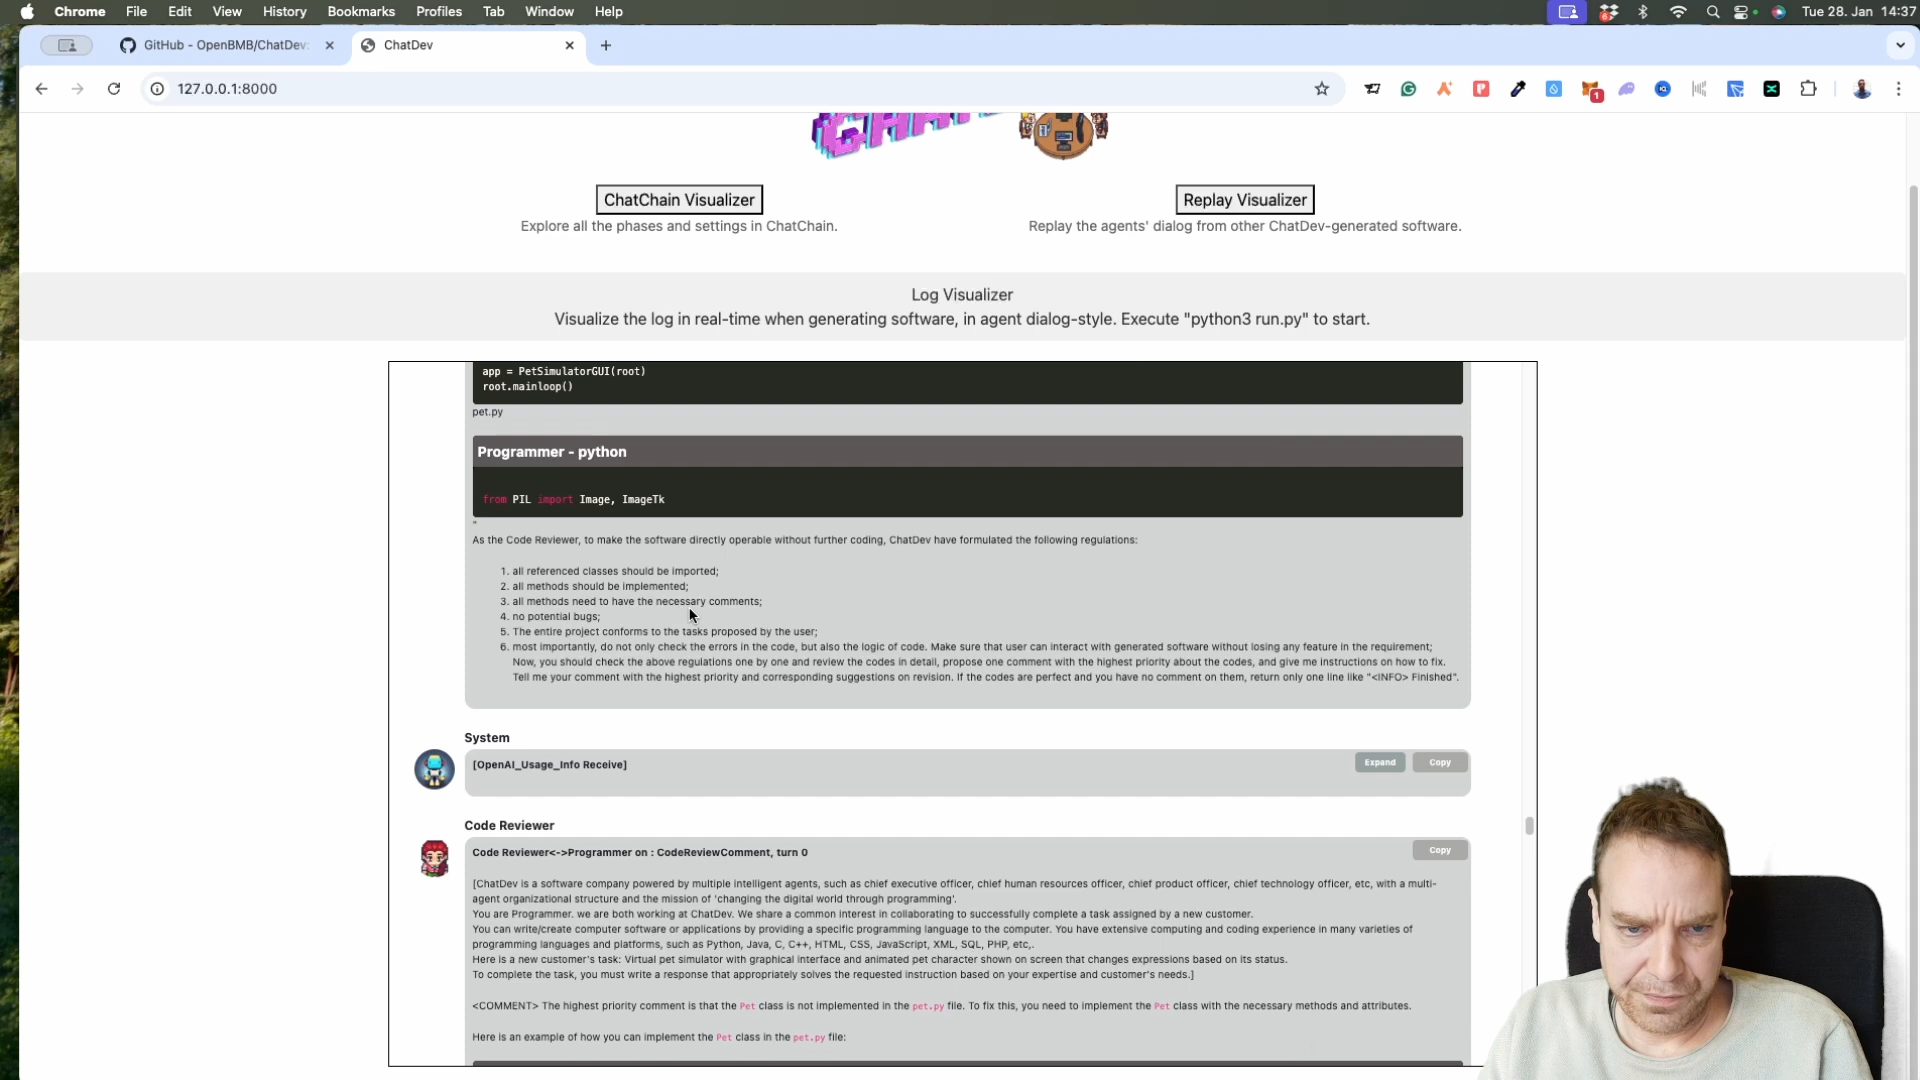 Chrome File Edit View History Bookmarks Profiles Tab Window Help Tue 28. Jan 14:37
GitHub - OpenBMB/ChatDev: ChatDev
127.0.0.1:8000
ChatChain Visualizer
Explore all the phases and settings in ChatChain.
Replay Visualizer
Replay the agents' dialog from other ChatDev-generated software.
Log Visualizer
Visualize the log in real-time when generating software, in agent dialog-style. Execute "python3 run.py" to start.
app = PetSimulatorGUI(root)
root.mainloop()
pet.py
Programmer - python
from PIL import Image, ImageTk
"
As the Code Reviewer, to make the software directly operable without further coding, ChatDev have formulated the following regulations:
1. all referenced classes should be imported;
2. all methods should be implemented;
3. all methods need to have the necessary comments;
4. no potential bugs;
5. The entire project conforms to the tasks proposed by the user;
6. most importantly, do not only check the errors in the code, but also the logic of code. Make sure that user can interact with generated software without losing any feature in the requirement;
Now, you should check the above regulations one by one and review the codes in detail, propose one comment with the highest priority about the codes, and give me instructions on how to fix.
Tell me your comment with the highest priority and corresponding suggestions on revision. If the codes are perfect and you have no comment on them, return only one line like "<INFO> Finished".
System
[OpenAI_Usage_Info Receive]
Expand Copy
Code Reviewer
Code Reviewer<->Programmer on : CodeReviewComment, turn 0
Copy
[ChatDev is a software company powered by multiple intelligent agents, such as chief executive officer, chief human resources officer, chief product officer, chief technology officer, etc, with a multi-
agent organizational structure and the mission of 'changing the digital world through programming'.
You are Programmer. we are both working at ChatDev. We share a common interest in collaborating to successfully complete a task assigned by a new customer.
You can write/create computer software or applications by providing a specific programming language to the computer. You have extensive computing and coding experience in many varieties of
programming languages and platforms, such as Python, Java, C, C++, HTML, CSS, JavaScript, XML, SQL, PHP, etc,.
Here is a new customer's task: Virtual pet simulator with graphical interface and animated pet character shown on screen that changes expressions based on its status.
To complete the task, you must write a response that appropriately solves the requested instruction based on your expertise and customer's needs.]
<COMMENT> The highest priority comment is that the Pet class is not implemented in the pet.py file. To fix this, you need to implement the Pet class with the necessary methods and attributes.
Here is an example of how you can implement the Pet class in the pet.py file: